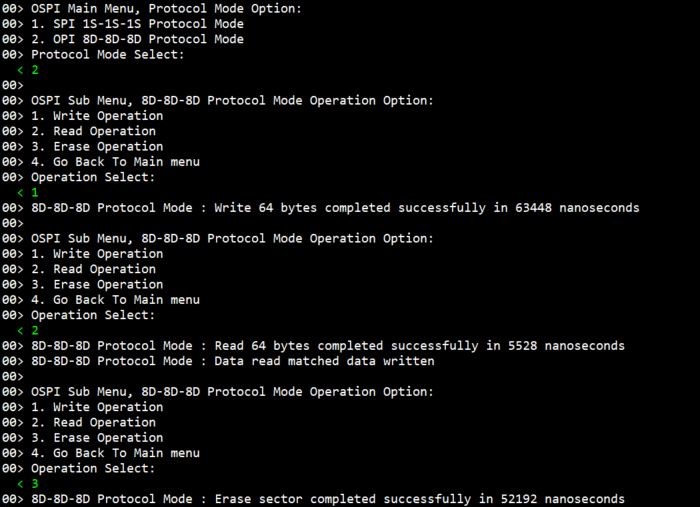 00> OSPI Main Menu, Protocol Mode Option:
00> 1. SPI 1S-1S-1S Protocol Mode
00> 2. OPI 8D-8D-8D Protocol Mode
00> Protocol Mode Select:
< 2
00>
00> OSPI Sub Menu, 8D-8D-8D Protocol Mode Operation Option:
00> 1. Write Operation
00> 2. Read Operation
00> 3. Erase Operation
00> 4. Go Back To Main menu
00> Operation Select:
< 1
00> 8D-8D-8D Protocol Mode : Write 64 bytes completed successfully in 63448 nanoseconds
00>
00> OSPI Sub Menu, 8D-8D-8D Protocol Mode Operation Option:
00> 1. Write Operation
00> 2. Read Operation
00> 3. Erase Operation
00> 4. Go Back To Main menu
00> Operation Select:
< 2
00> 8D-8D-8D Protocol Mode : Read 64 bytes completed successfully in 5528 nanoseconds
00> 8D-8D-8D Protocol Mode : Data read matched data written
00>
00> OSPI Sub Menu, 8D-8D-8D Protocol Mode Operation Option:
00> 1. Write Operation
00> 2. Read Operation
00> 3. Erase Operation
00> 4. Go Back To Main menu
00> Operation Select:
< 3
00> 8D-8D-8D Protocol Mode : Erase sector completed successfully in 52192 nanoseconds